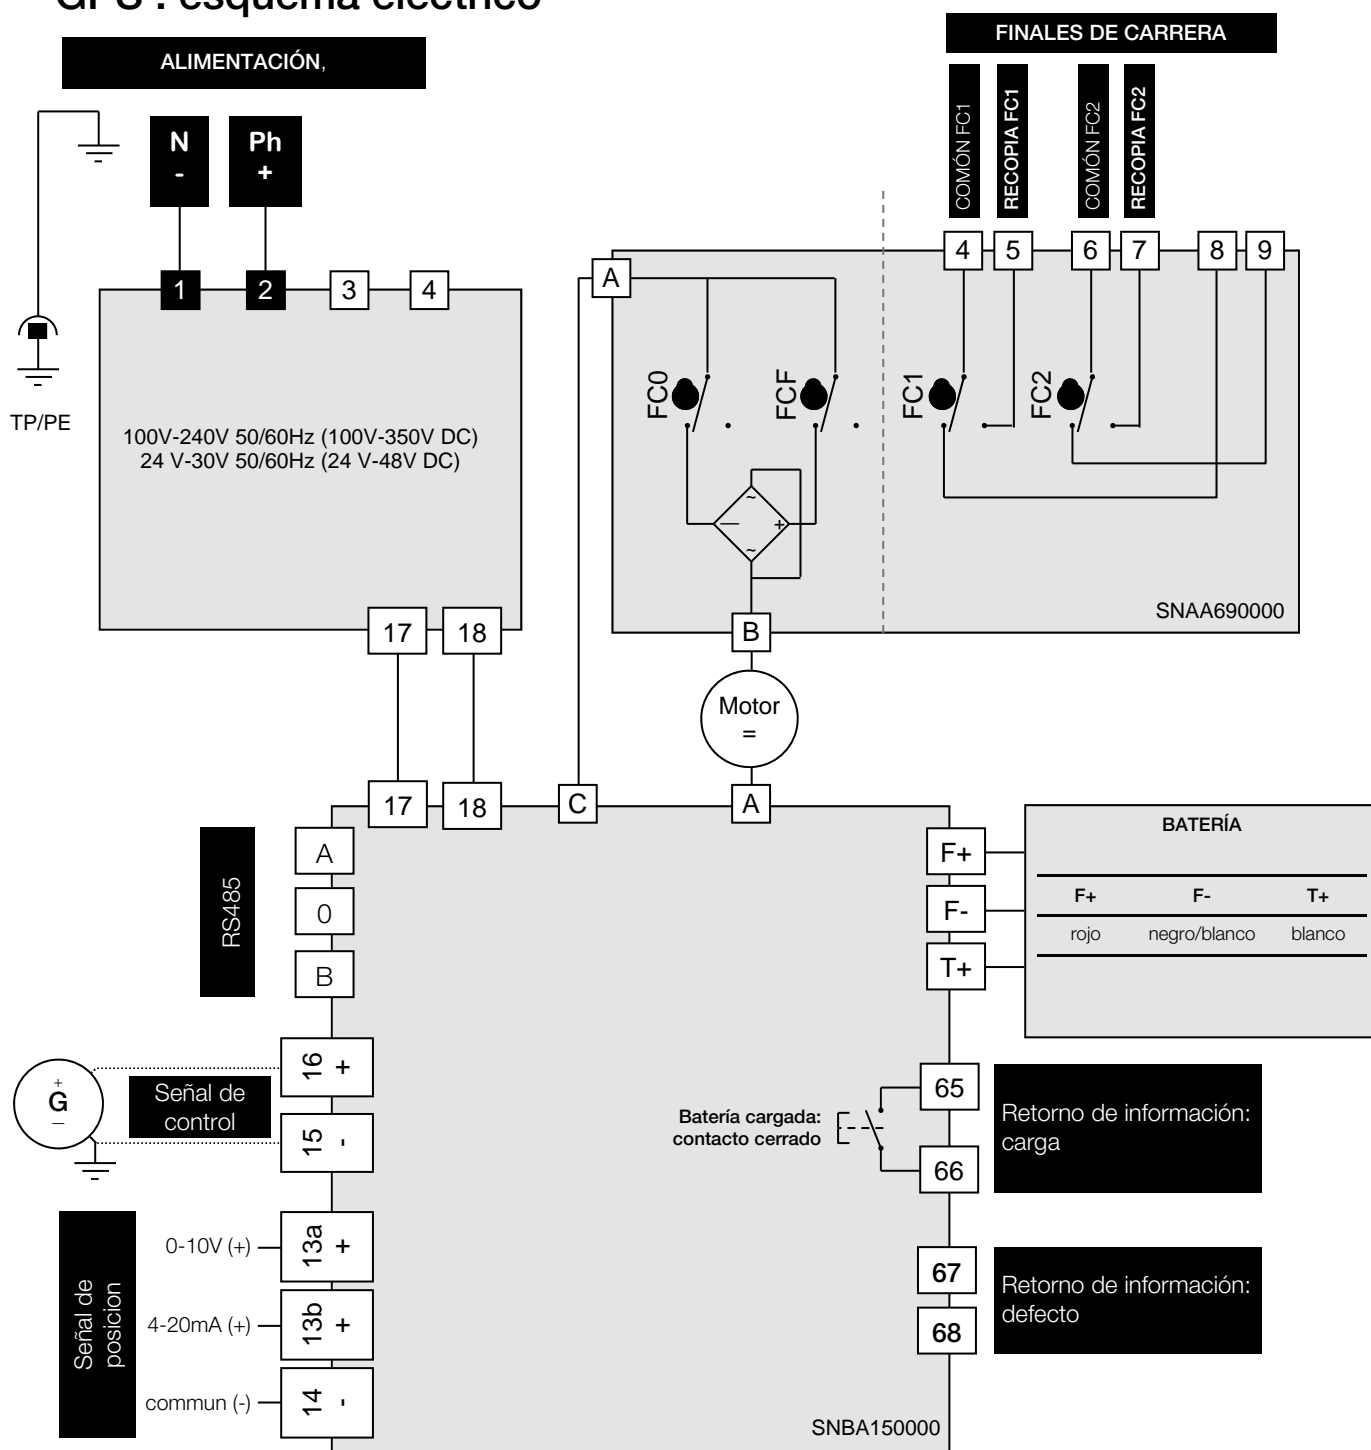 GPS : esquema eléctrico
ALIMENTACIÓN,
FINALES DE CARRERA
N
-
Ph
+
COMÓN FC1
RECOPIA FC1
COMÓN FC2
RECOPIA FC2
1
2
3
4
A
4
5
6
7
8
9
TP/PE
100V-240V 50/60Hz (100V-350V DC)
24 V-30V 50/60Hz (24 V-48V DC)
FC0
FCF
FC1
FC2
~
— +
~
SNAA690000
17
18
B
Motor
=
17
18
C
A
RS485
A
0
B
F+
F-
T+
BATERÍA
F+ F- T+
rojo negro/blanco blanco
+
G
–
Señal de
control
16 +
15 -
Batería cargada:
contacto cerrado
65
66
Retorno de información:
carga
Señal de
posicion
0-10V (+)
13a +
4-20mA (+)
13b +
commun (-)
14 -
67
68
Retorno de información:
defecto
SNBA150000